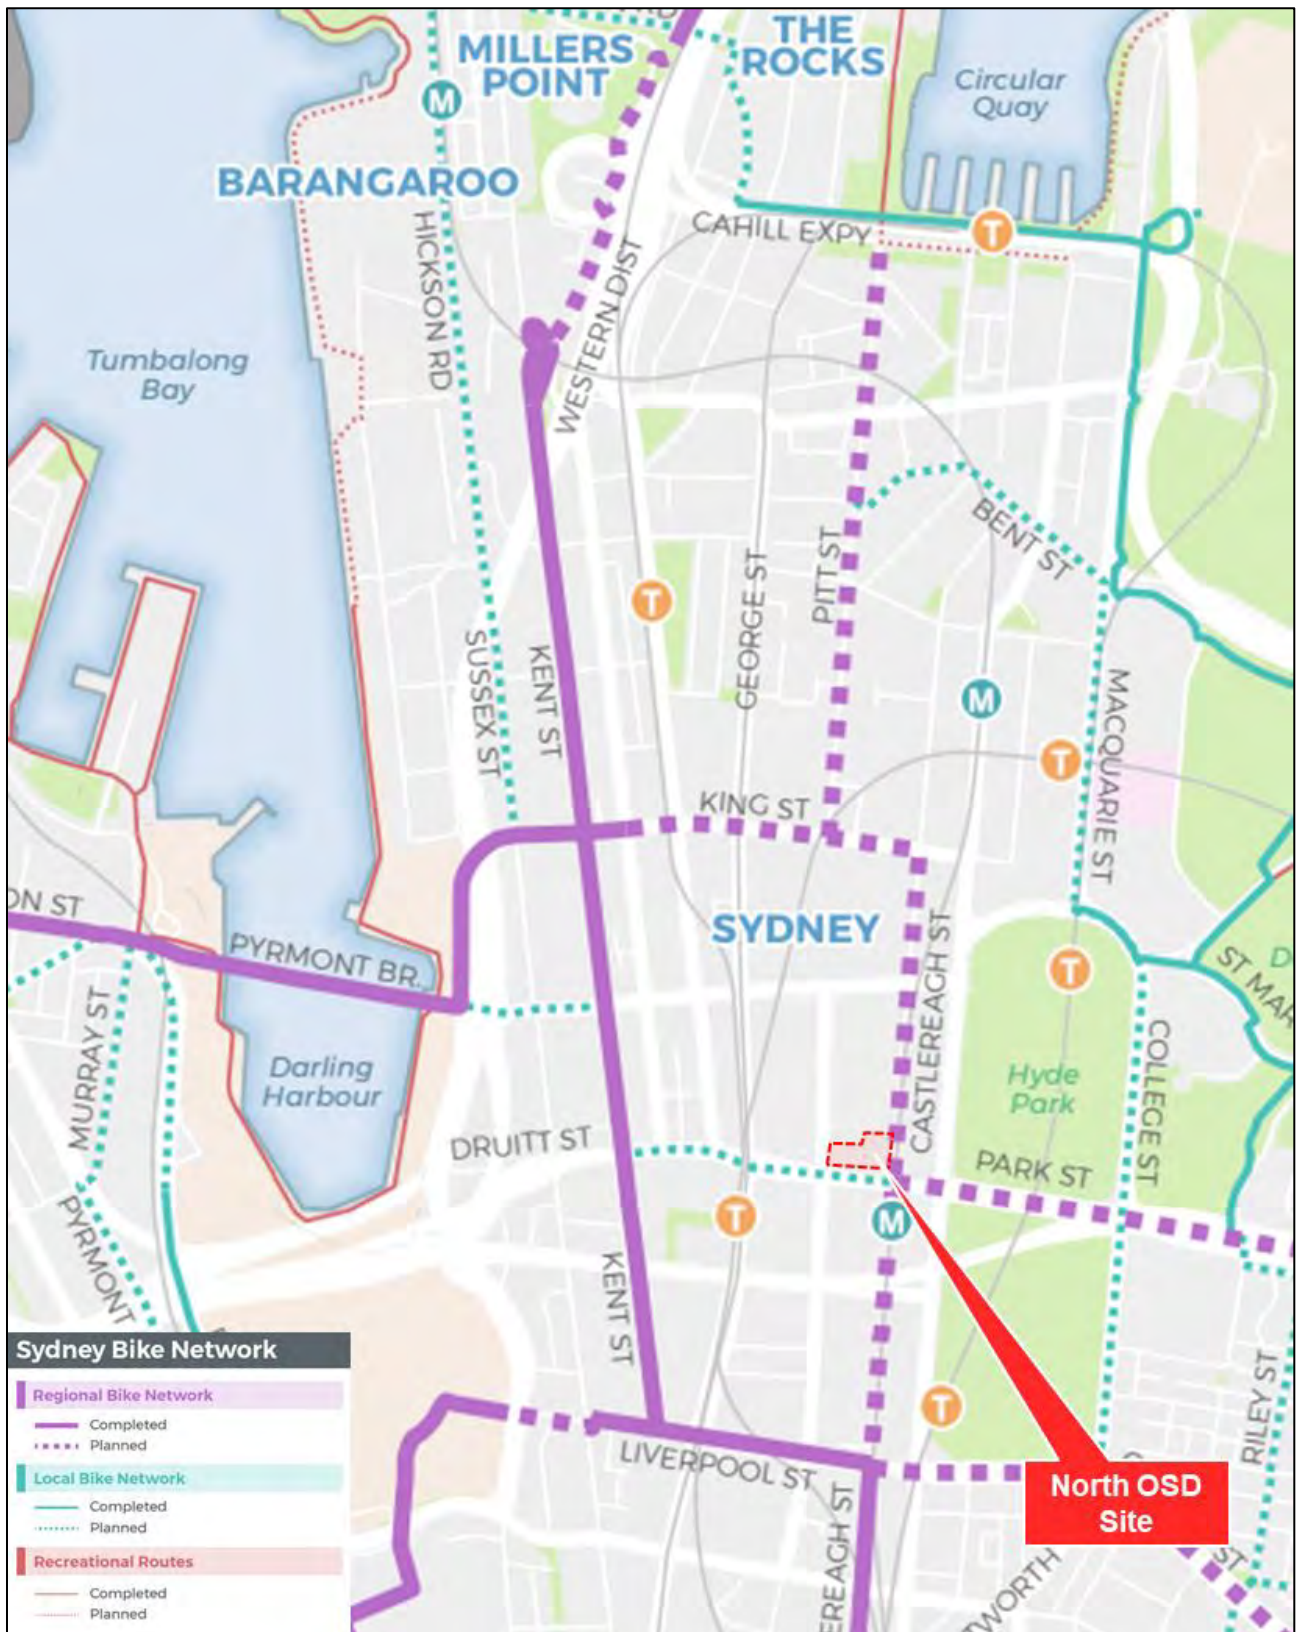 MILLERS
POINT
THE
ROCKS
Circular
Quay
M
BARANGAROO
HICKSON RD
CAHILL EXPY
T
WESTERN DIST
Tumbalong
Bay
BENT ST
PITT ST
GEORGE ST
T
SUSSEX ST
KENT ST
M
MACQUARIE ST
T
KING ST
SYDNEY
CASTLEREAGH ST
T
ON ST
PYRMONT BR.
ST MAR
D
MURRAY ST
Darling
Harbour
Hyde
Park
COLLEGE ST
DRUITT ST
PARK ST
T
M
PYRMONT
KENT ST
RILEY ST
T
LIVERPOOL ST
EREAGH ST
TWORTH
ST
North OSD
Site
Sydney Bike Network
Regional Bike Network
Completed
Planned
Local Bike Network
Completed
Planned
Recreational Routes
Completed
Planned